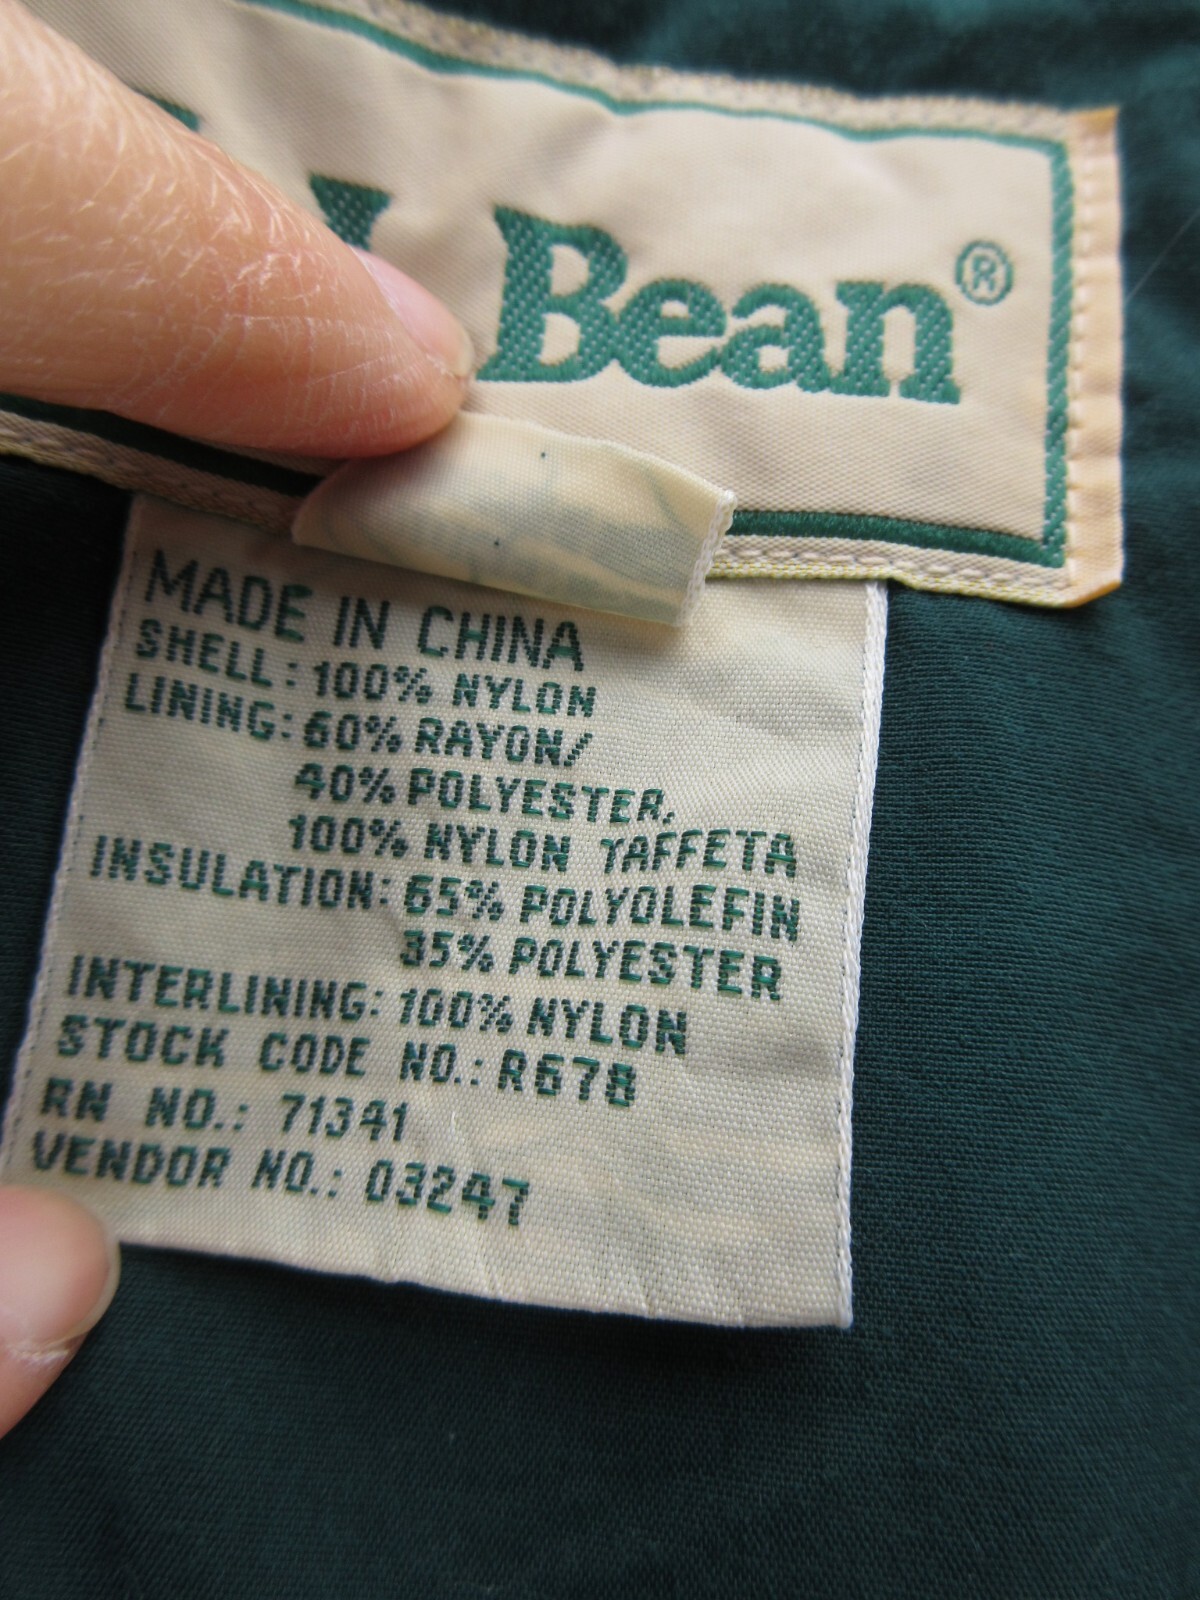 Bean®
MADE IN CHINA
SHELL: 100% NYLON
LINING: 60% RAYON/
40% POLYESTER.
100% NYLON TAFFETA
INSULATION: 65% POLYOLEFIN
35% POLYESTER
INTERLINING: 100% NYLON
STOCK CODE NO.: R678
RN NO.: 71341
VENDOR NO.: 03247